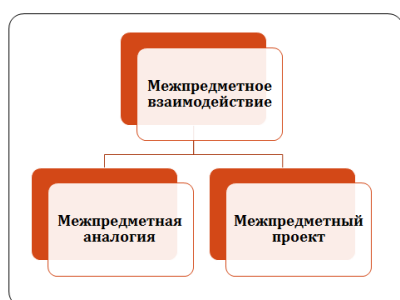 Межпредметное
взаимодействие
Межпредметная
аналогия
Межпредметный
проект